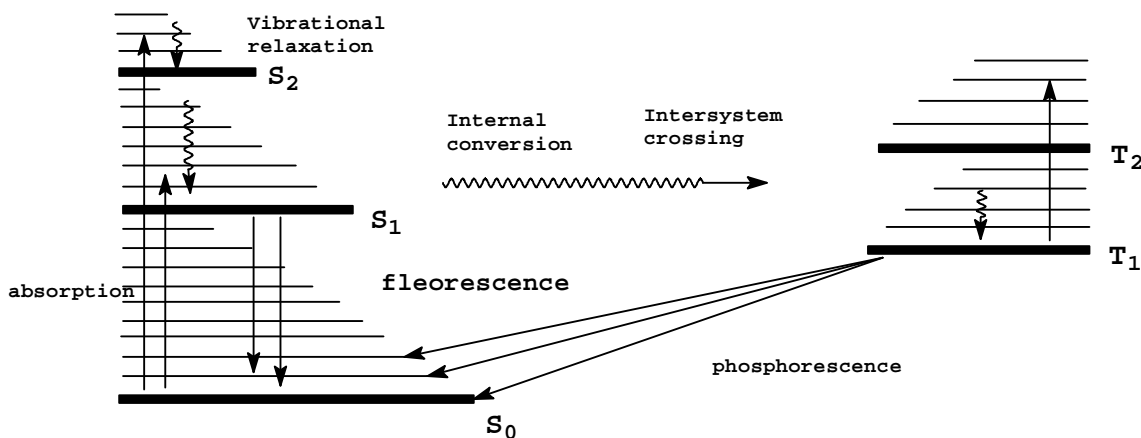 Vibrational
relaxation
S2
Internal
conversion
Intersystem
crossing
T2
S1
T1
absorption
fleorescence
phosphorescence
S0